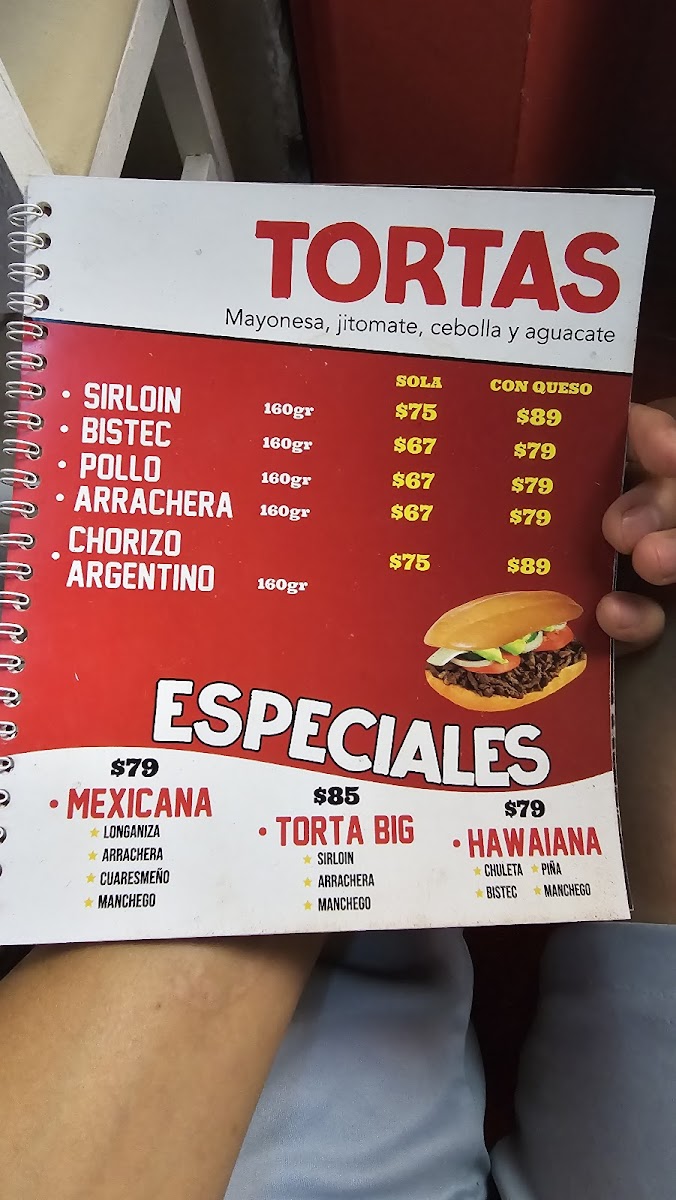 TORTAS
Mayonesa, jitomate, cebolla y aguacate
SOLA CON QUESO
• SIRLOIN 160gr $75 $89
• BISTEC 160gr $67 $79
• POLLO 160gr $67 $79
• ARRACHERA 160gr $67 $79
• CHORIZO
ARGENTINO 160gr $75 $89
ESPECIALES
$79
• MEXICANA
LONGANIZA
ARRACHERA
CUARESMEÑO
MANCHEGO
$85
• TORTA BIG
SIRLOIN
ARRACHERA
MANCHEGO
$79
• HAWAIANA
CHULETA PIÑA
BISTEC MANCHEGO